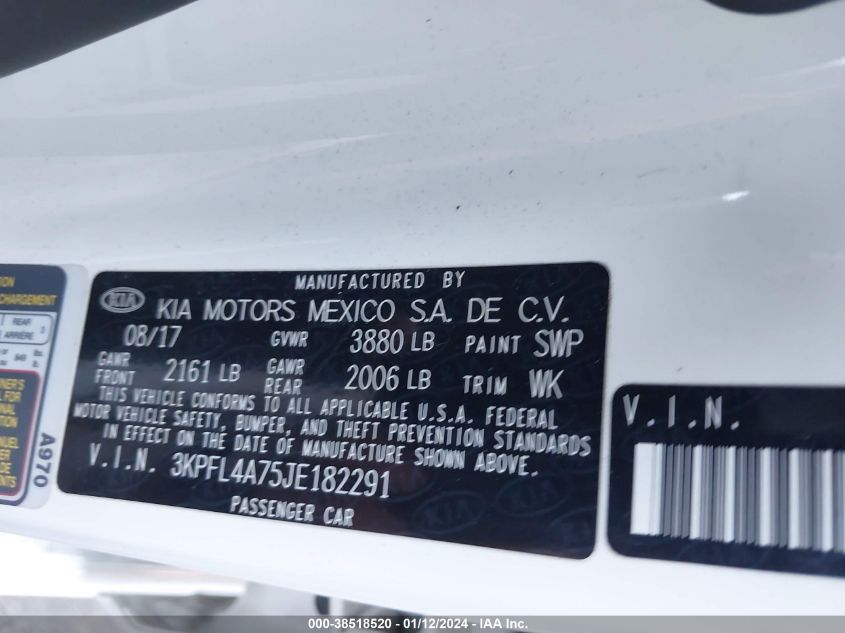 MANUFACTURED BY
KIA KIA MOTORS MEXICO S.A. DE C.V.
08/17 GVWR 3880 LB PAINT SWP
GAWR FRONT 2161 LB GAWR REAR 2006 LB TRIM WK
THIS VEHICLE CONFORMS TO ALL APPLICABLE U.S.A. FEDERAL
MOTOR VEHICLE SAFETY, BUMPER, AND THEFT PREVENTION STANDARDS
IN EFFECT ON THE DATE OF MANUFACTURE SHOWN ABOVE.
V.I.N. 3KPFL4A75JE182291
PASSENGER CAR
V.I.N.
CHARGEMENT
REAR
ARRIÈRE
A970
000-38518520 - 01/12/2024 - IAA Inc.